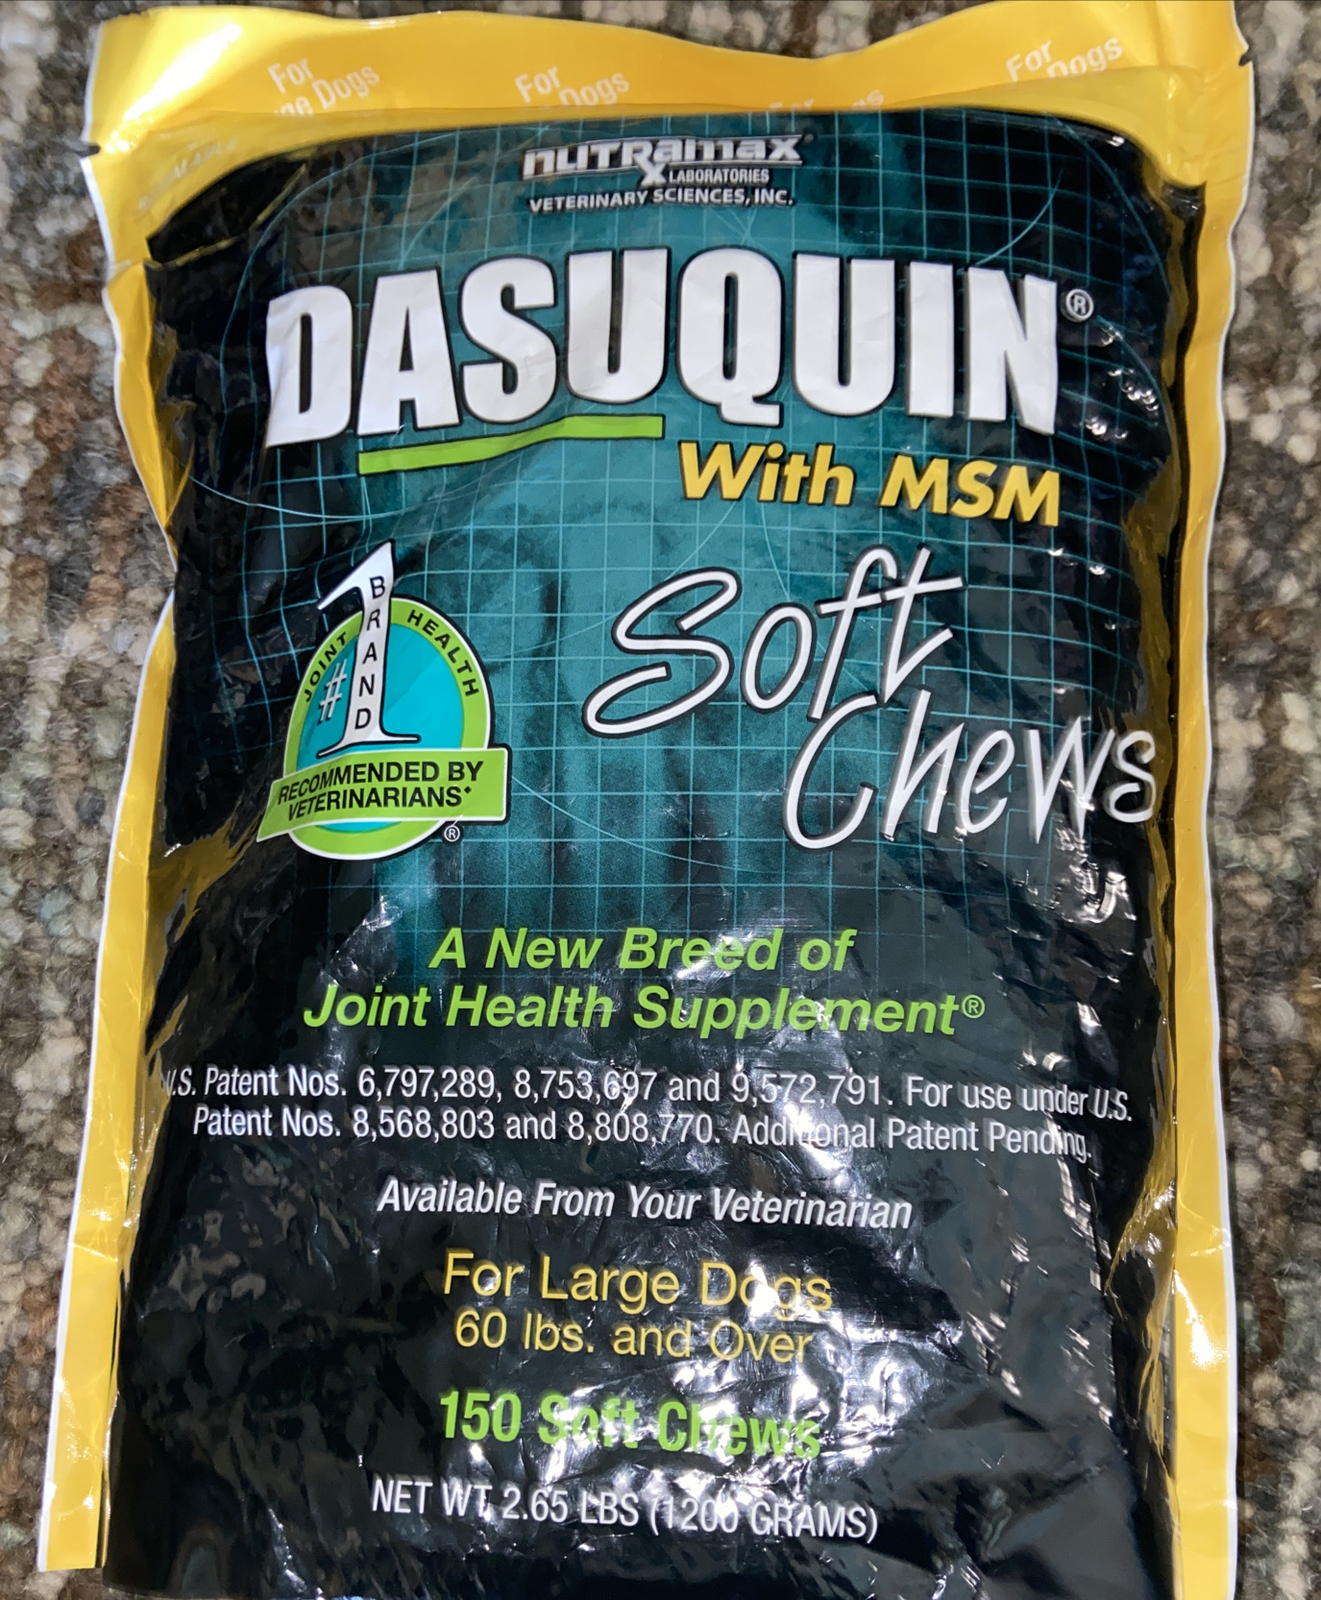 For
Dogs
For
Dogs
For
Dogs
nutramax®
LABORATORIES
VETERINARY SCIENCES, INC.
DASUQUIN®
With MSM
Soft
Chews
JOINT HEALTH
#1 BRAND
RECOMMENDED BY
VETERINARIANS♦
®
A New Breed of
Joint Health Supplement®
U.S. Patent Nos. 6,797,289, 8,753,697 and 9,572,791. For use under U.S.
Patent Nos. 8,568,803 and 8,808,770. Additional Patent Pending.
Available From Your Veterinarian
For Large Dogs
60 lbs. and Over
150 Soft Chews
NET WT, 2.65 LBS (1200 GRAMS)